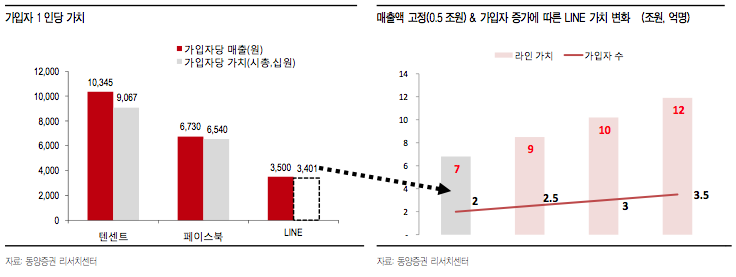 가입자 1 인당 가치
가입자당 매출(원)
가입자당 가치(시총,십원)
12,000
10,000
8,000
6,000
4,000
2,000
0
10,345
9,067
6,730
6,540
3,500
3,401
텐센트
페이스북
LINE
자료: 동양증권 리서치센터
매출액 고정(0.5 조원) & 가입자 증가에 따른 LINE 가치 변화 (조원, 억명)
라인 가치
가입자 수
14
12
10
8
6
4
2
-
7
9
10
12
2
2.5
3
3.5
자료: 동양증권 리서치센터